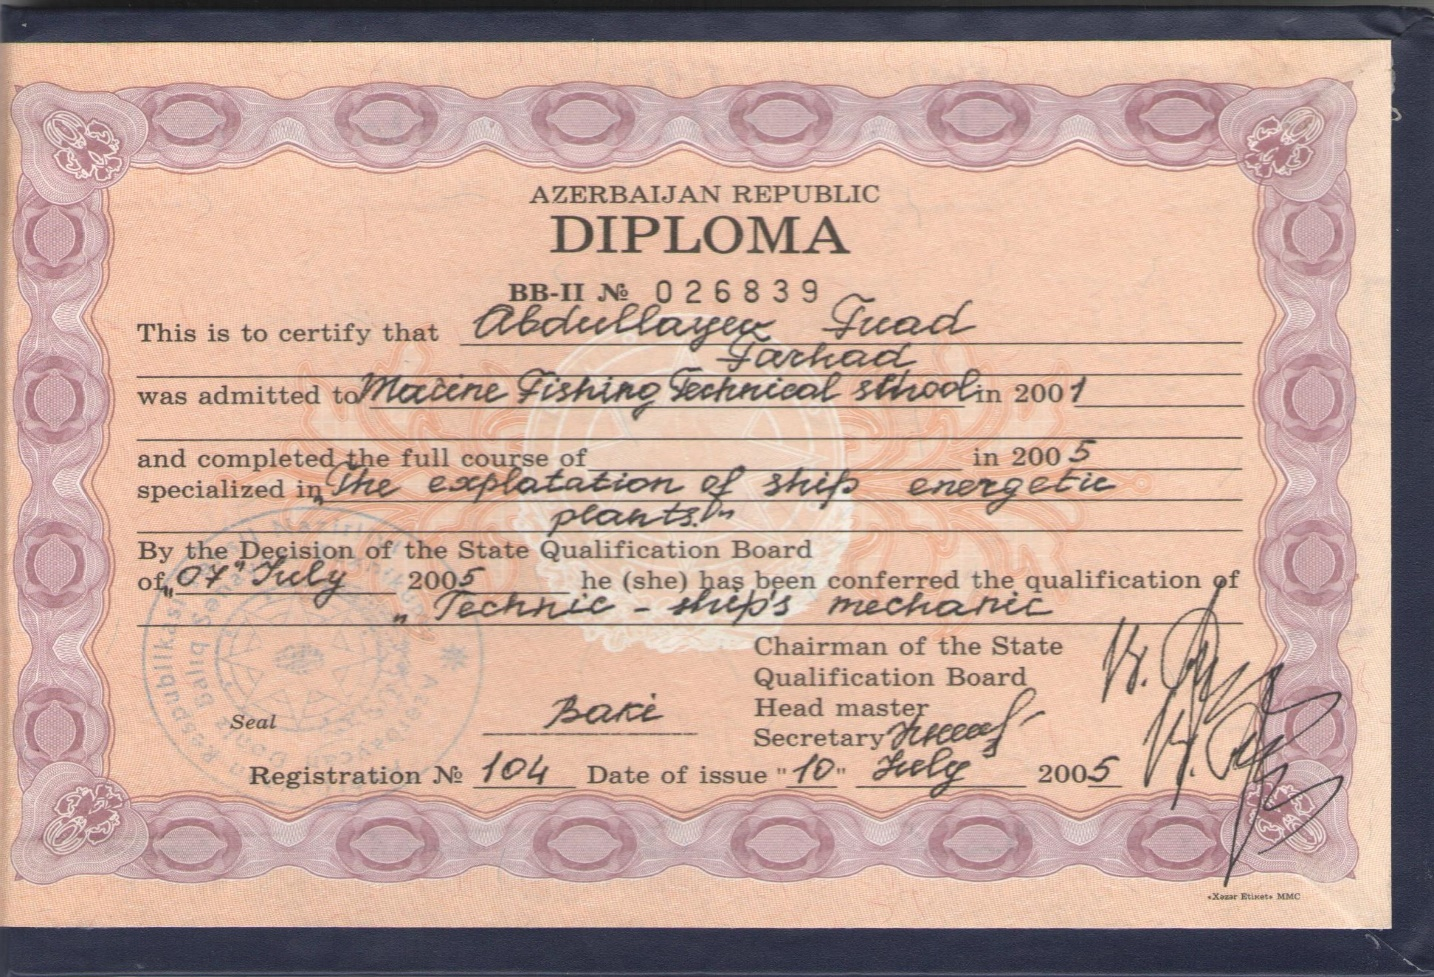 AZERBAIJAN REPUBLIC
DIPLOMA
BB-II № 026839
This is to certify that Abdullayev Fuad
Farhad
was admitted to Marine Fishing Technical school in 2001
and completed the full course of in 2005
specialized in „The explatation of ship energetic
plants."
By the Decision of the State Qualification Board
of „07" July 2005 he (she) has been conferred the qualification of
„Technic - ship's mechanic
Chairman of the State
Qualification Board
Head master
Seal Baki
Secretary
Registration № 104 Date of issue "10" July 2005
«Xəzər Etiket» MMC